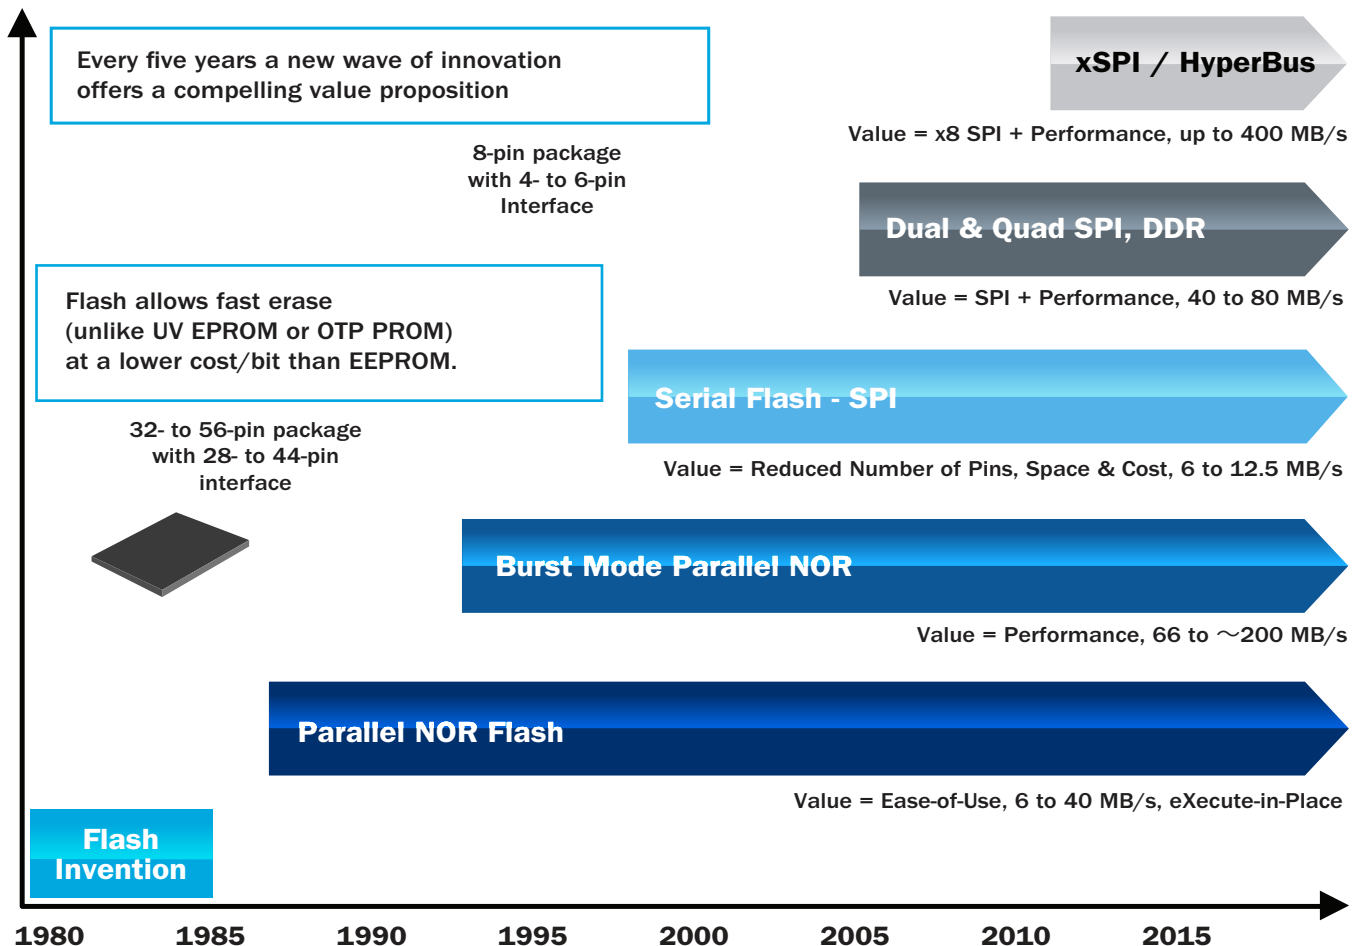 Every five years a new wave of innovation
offers a compelling value proposition
xSPI / HyperBus
Value = x8 SPI + Performance, up to 400 MB/s
8-pin package
with 4- to 6-pin
Interface
Dual & Quad SPI, DDR
Value = SPI + Performance, 40 to 80 MB/s
Flash allows fast erase
(unlike UV EPROM or OTP PROM)
at a lower cost/bit than EEPROM.
Serial Flash - SPI
Value = Reduced Number of Pins, Space & Cost, 6 to 12.5 MB/s
32- to 56-pin package
with 28- to 44-pin
interface
Burst Mode Parallel NOR
Value = Performance, 66 to ~200 MB/s
Parallel NOR Flash
Value = Ease-of-Use, 6 to 40 MB/s, eXecute-in-Place
Flash
Invention
1980 1985 1990 1995 2000 2005 2010 2015